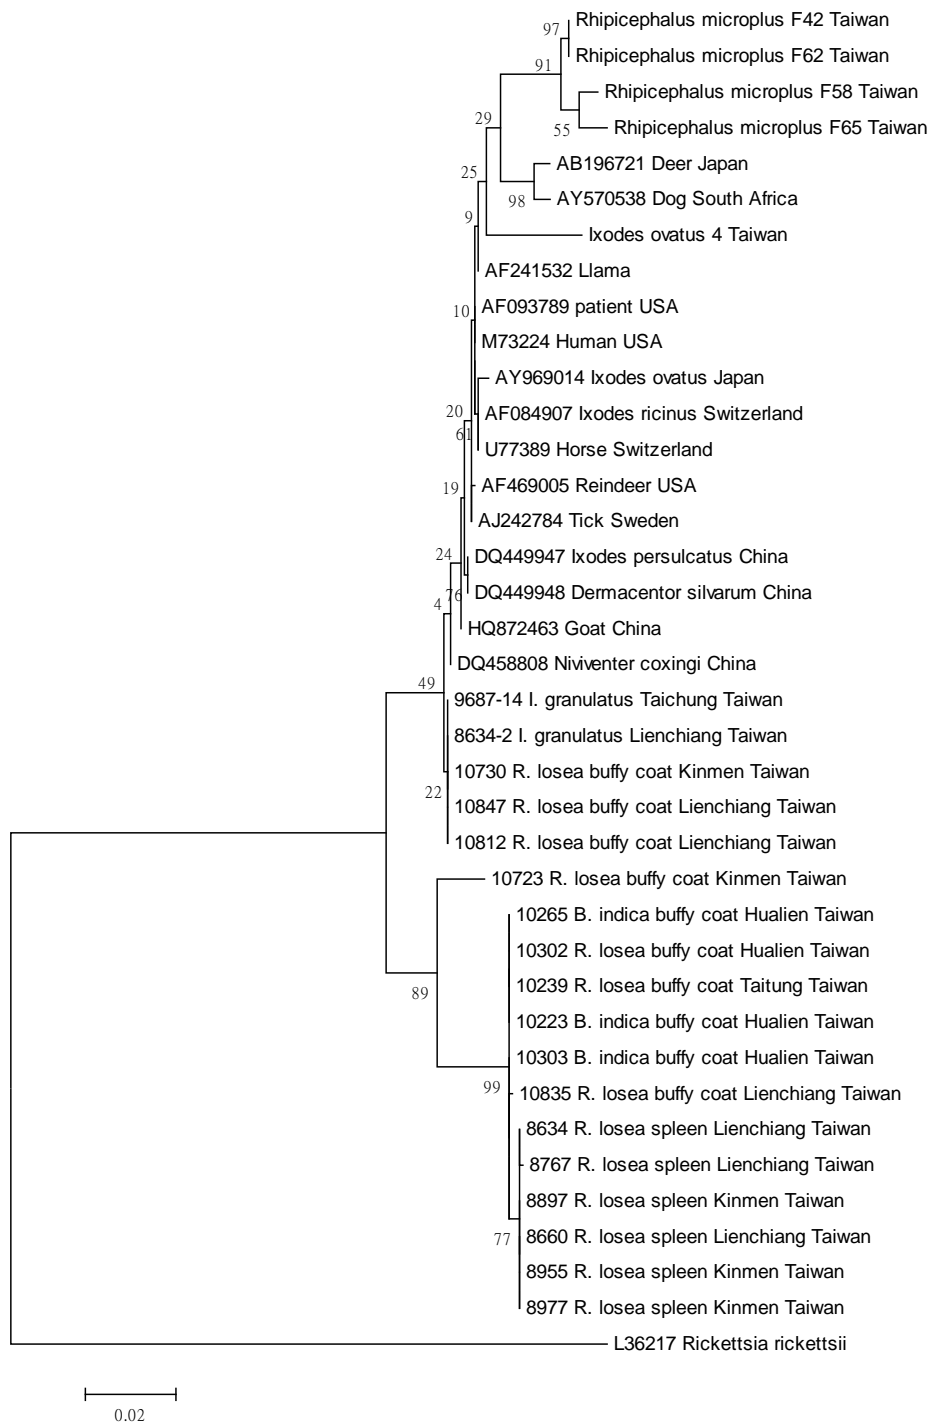 Rhipicephalus microplus F42 Taiwan
97
Rhipicephalus microplus F62 Taiwan
91
Rhipicephalus microplus F58 Taiwan
55
Rhipicephalus microplus F65 Taiwan
29
AB196721 Deer Japan
25
98
AY570538 Dog South Africa
9
Ixodes ovatus 4 Taiwan
AF241532 Llama
10
AF093789 patient USA
M73224 Human USA
AY969014 Ixodes ovatus Japan
20
AF084907 Ixodes ricinus Switzerland
61
U77389 Horse Switzerland
19
AF469005 Reindeer USA
AJ242784 Tick Sweden
24
DQ449947 Ixodes persulcatus China
4
76
DQ449948 Dermacentor silvarum China
HQ872463 Goat China
DQ458808 Niviventer coxingi China
49
9687-14 I. granulatus Taichung Taiwan
8634-2 I. granulatus Lienchiang Taiwan
10730 R. losea buffy coat Kinmen Taiwan
22
10847 R. losea buffy coat Lienchiang Taiwan
10812 R. losea buffy coat Lienchiang Taiwan
10723 R. losea buffy coat Kinmen Taiwan
10265 B. indica buffy coat Hualien Taiwan
10302 R. losea buffy coat Hualien Taiwan
89
10239 R. losea buffy coat Taitung Taiwan
10223 B. indica buffy coat Hualien Taiwan
10303 B. indica buffy coat Hualien Taiwan
99
10835 R. losea buffy coat Lienchiang Taiwan
8634 R. losea spleen Lienchiang Taiwan
8767 R. losea spleen Lienchiang Taiwan
8897 R. losea spleen Kinmen Taiwan
77
8660 R. losea spleen Lienchiang Taiwan
8955 R. losea spleen Kinmen Taiwan
8977 R. losea spleen Kinmen Taiwan
L36217 Rickettsia rickettsii
0.02